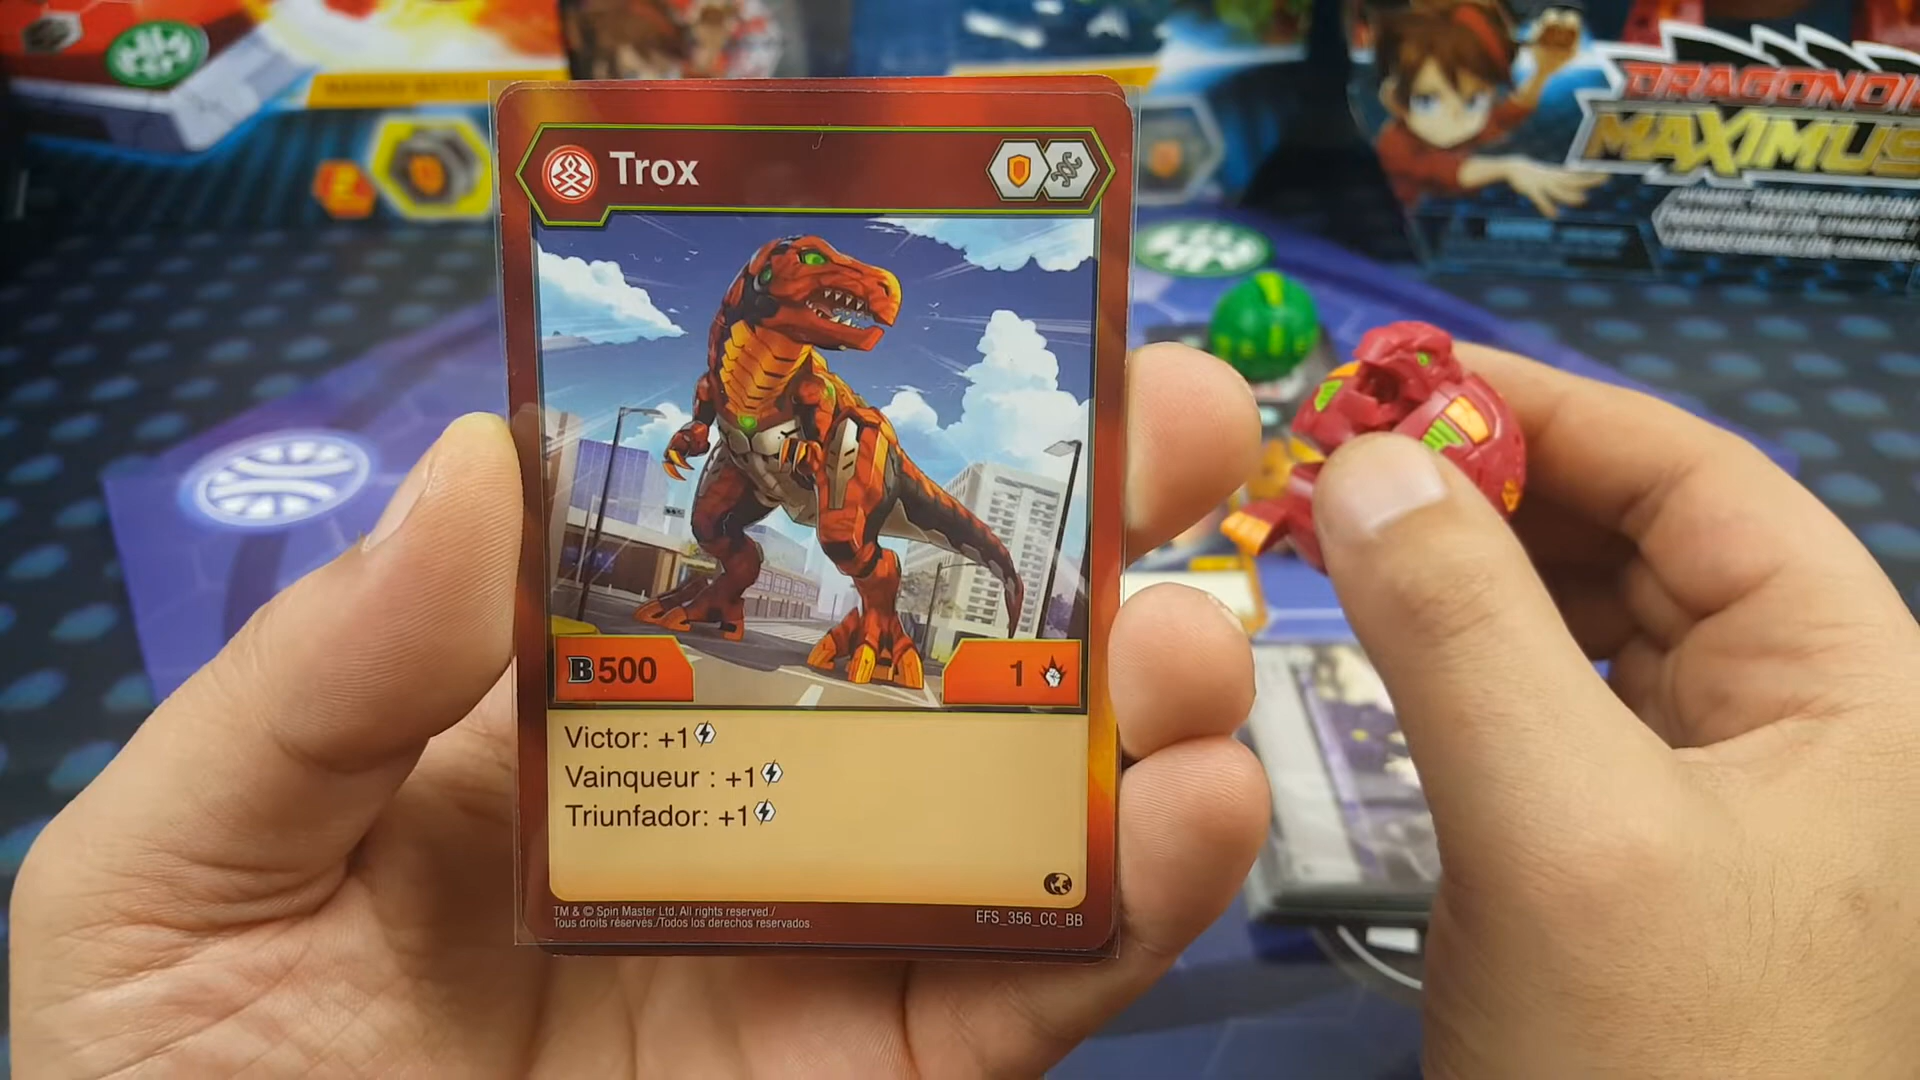 DRAGONOI
MAXIMUS
Trox
B500
1
Victor: +1
Vainqueur : +1
Triunfador: +1
TM & © Spin Master Ltd. All rights reserved./
Tous droits réservés./Todos los derechos reservados.
EFS_356_CC_BB